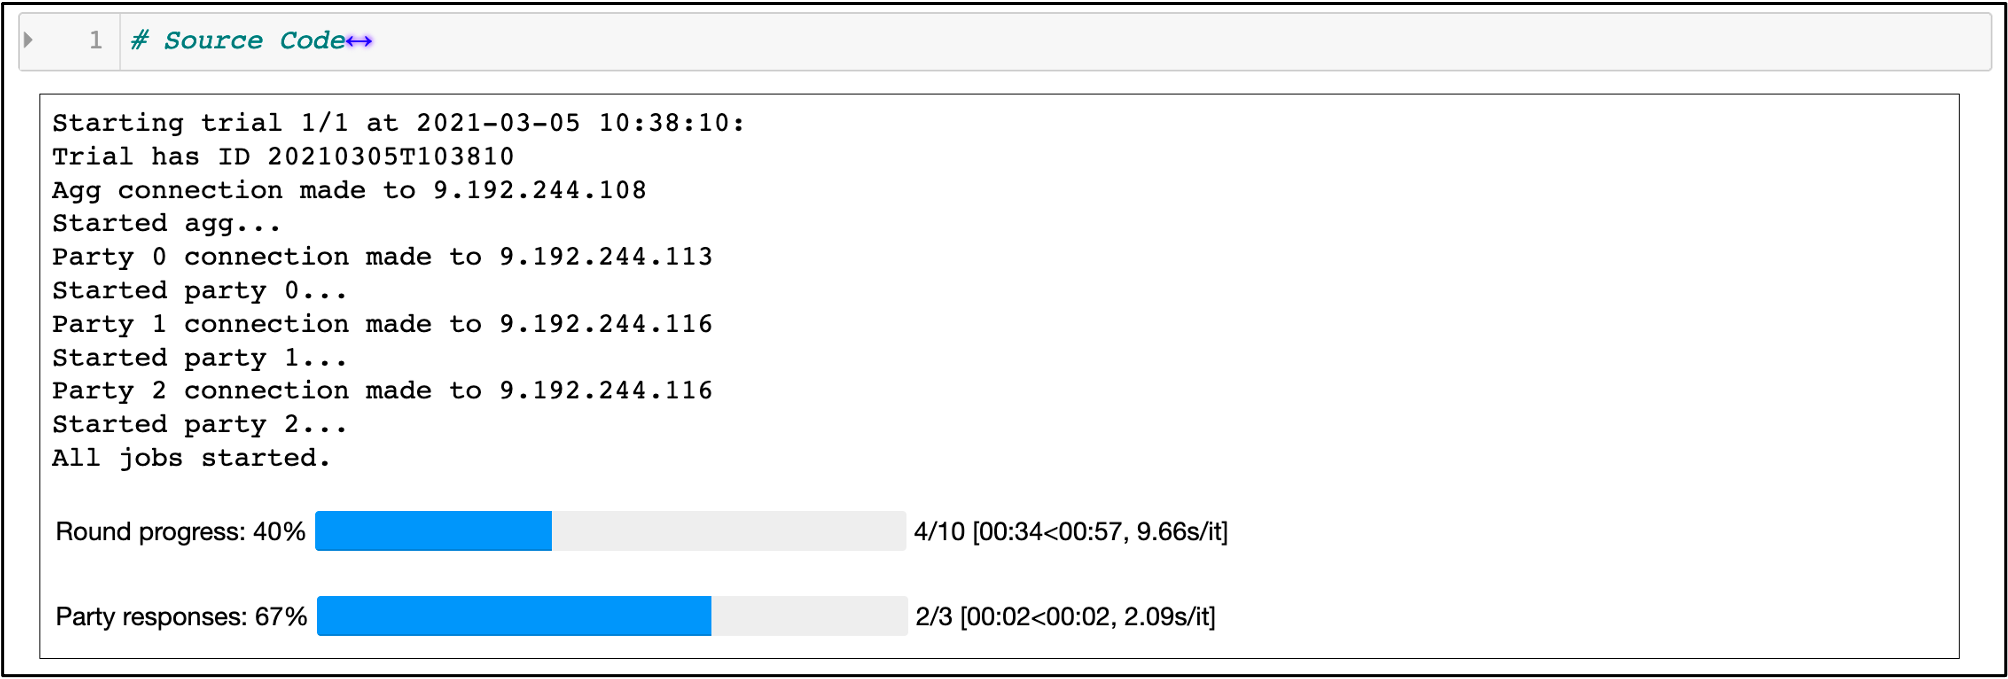 1 # Source Code↔
Starting trial 1/1 at 2021-03-05 10:38:10:
Trial has ID 20210305T103810
Agg connection made to 9.192.244.108
Started agg...
Party 0 connection made to 9.192.244.113
Started party 0...
Party 1 connection made to 9.192.244.116
Started party 1...
Party 2 connection made to 9.192.244.116
Started party 2...
All jobs started.
Round progress: 40% 4/10 [00:34<00:57, 9.66s/it]
Party responses: 67% 2/3 [00:02<00:02, 2.09s/it]